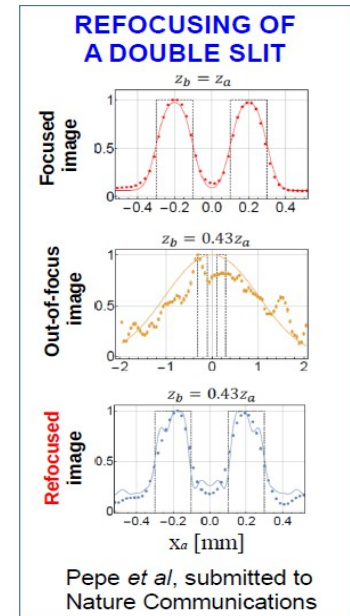 REFOCUSING OF
A DOUBLE SLIT
z_b = z_a
Focused
image
1
0.5
-0.4 -0.2 0.0 0.2 0.4
z_b = 0.43z_a
Out-of-focus
image
1
0.5
0
-2 -1 0 1 2
z_b = 0.43z_a
Refocused
image
1
0.5
0
-0.4 -0.2 0.0 0.2 0.4
xa [mm]
Pepe et al, submitted to
Nature Communications